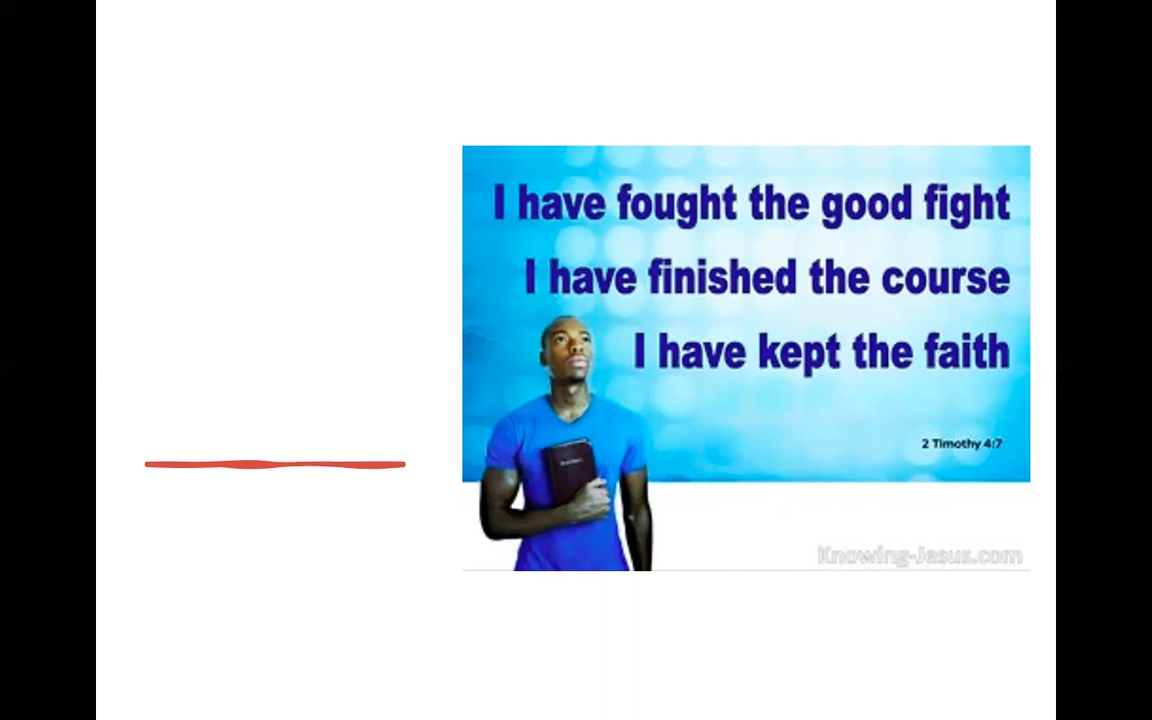 I have fought the good fight
I have finished the course
I have kept the faith
2 Timothy 4:7
Knowing-Jesus.com